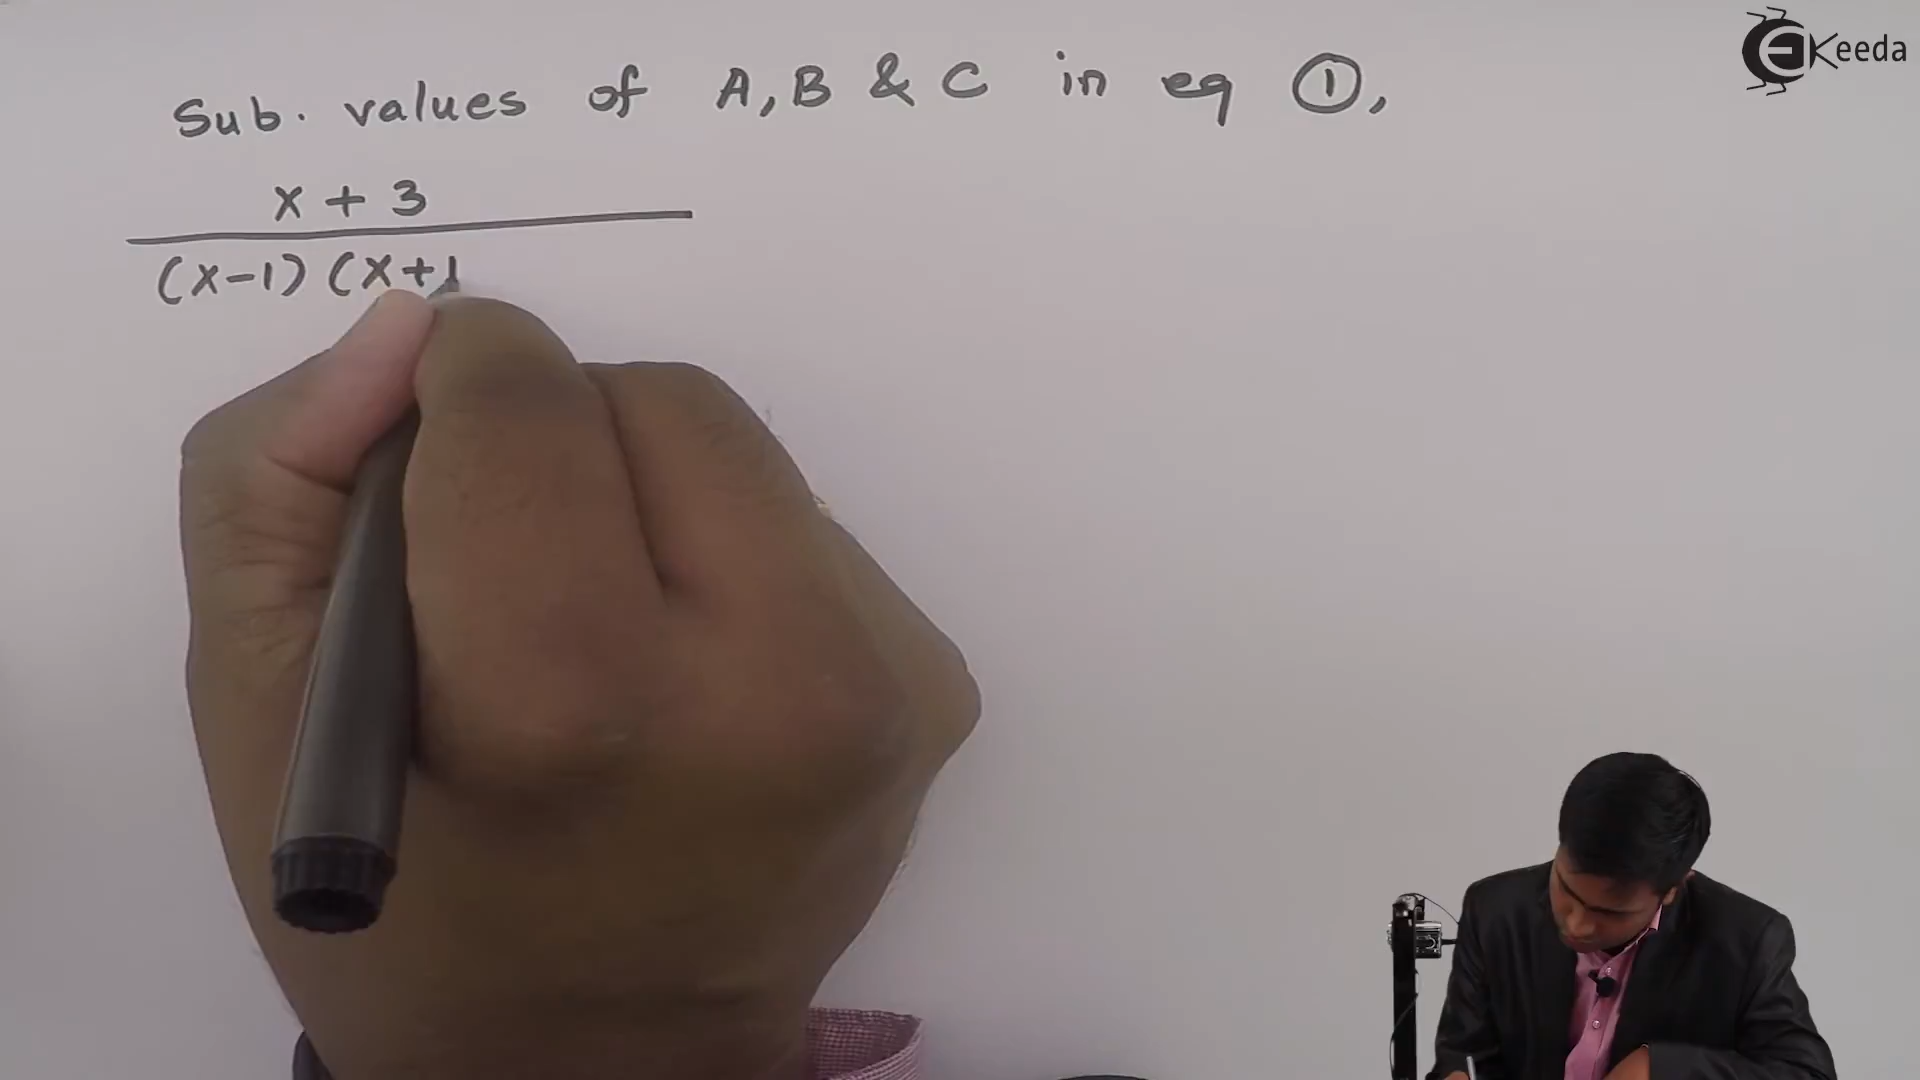 Sub. values of A, B & C in eq ①,
x + 3
(x-1) (x+1
EKeeda